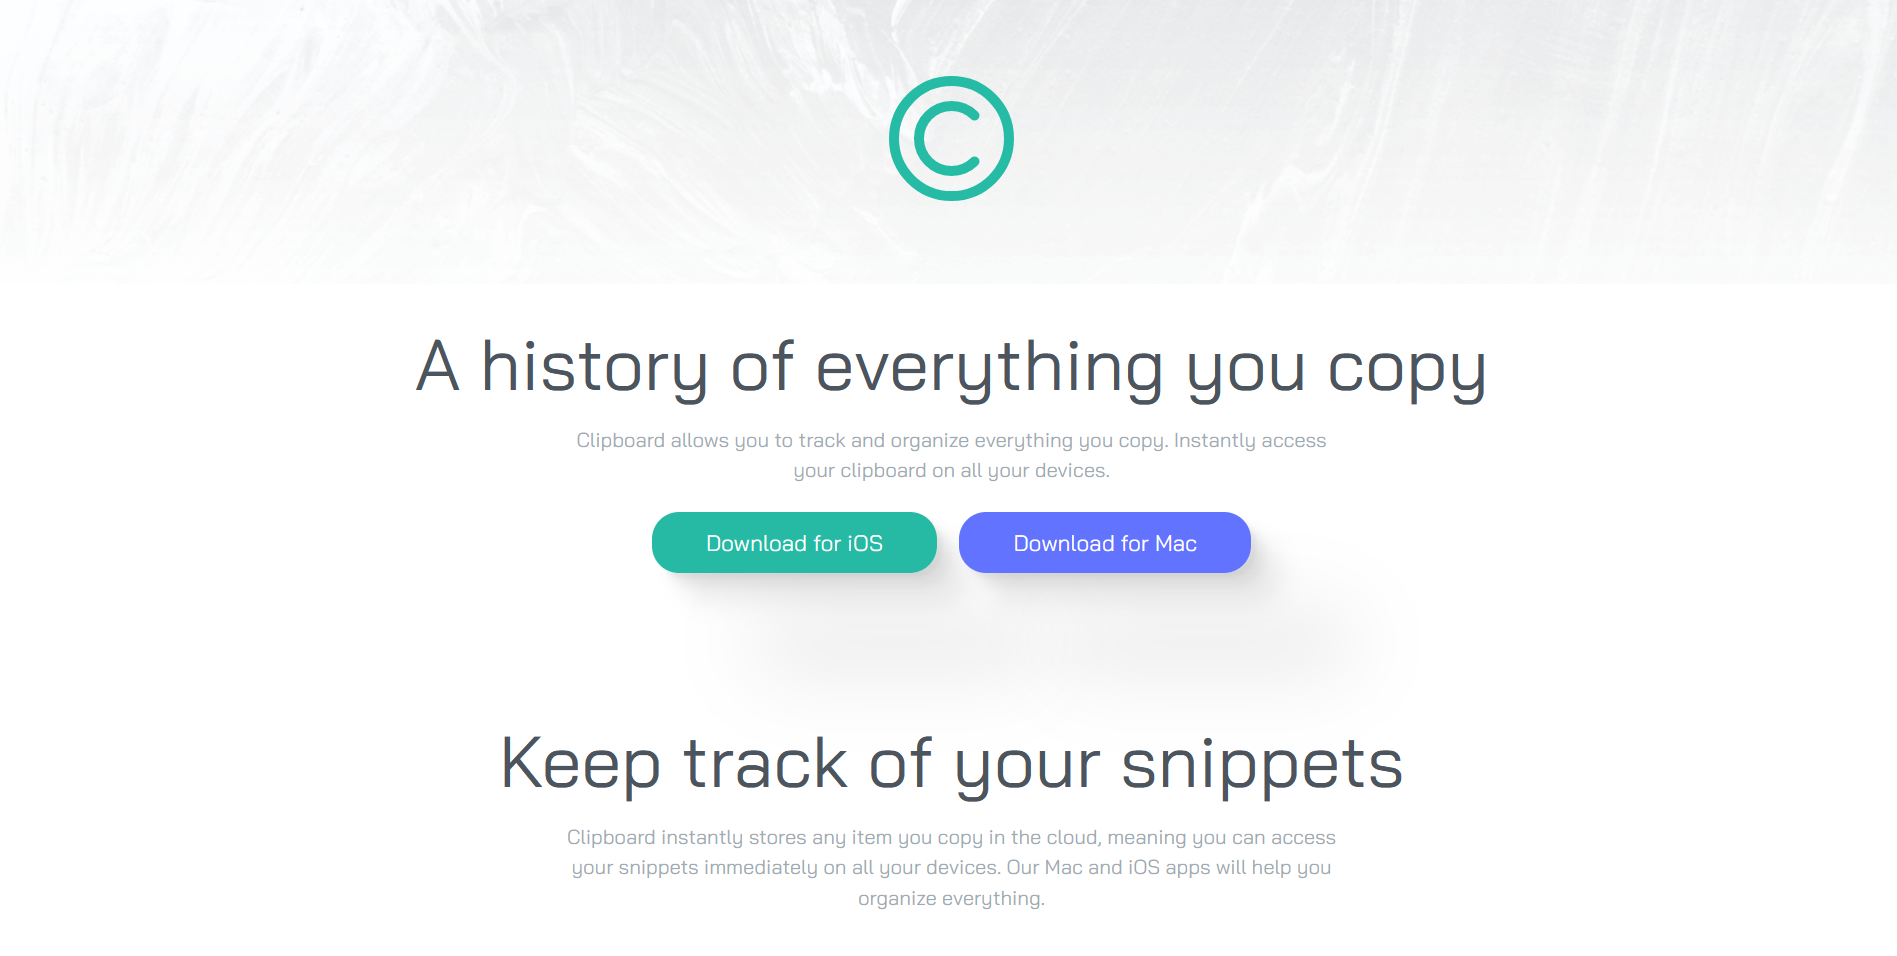 ©
A history of everything you copy
Clipboard allows you to track and organize everything you copy. Instantly access
your clipboard on all your devices.
Download for iOS
Download for Mac
Keep track of your snippets
Clipboard instantly stores any item you copy in the cloud, meaning you can access
your snippets immediately on all your devices. Our Mac and iOS apps will help you
organize everything.